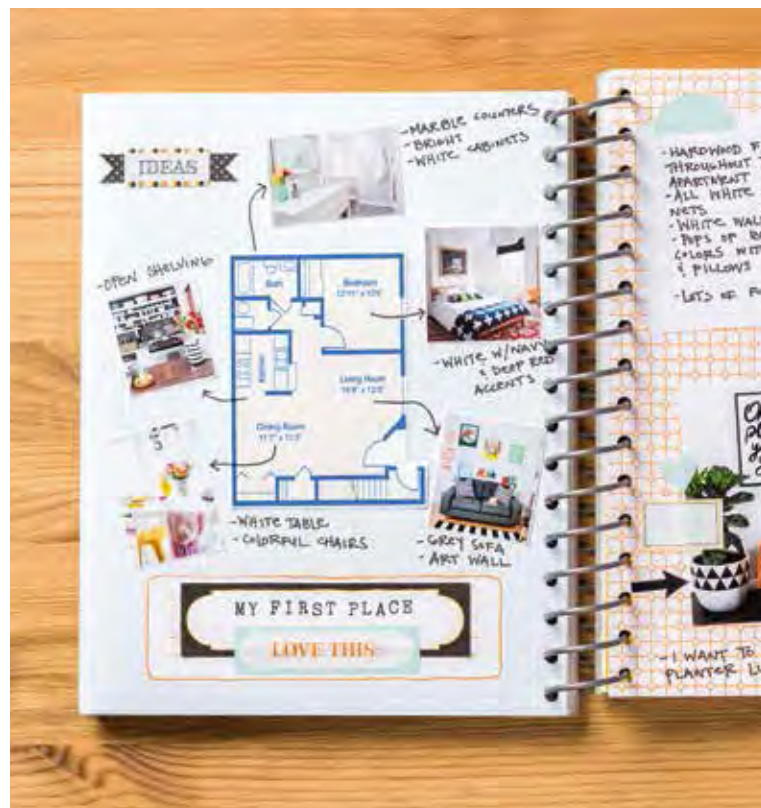 IDEAS
-MARBLE COUNTERS
-BRIGHT
-WHITE CABINETS
-OPEN SHELVING
Bath
Bedroom
Kitchen
Living Room
Dining Room
-WHITE W/NAVY
& DEEP RED
ACCENTS
-WHITE TABLE
-COLORFUL CHAIRS
-GREY SOFA
-ART WALL
MY FIRST PLACE
LOVE THIS
-HARDWOOD F
THROUGHOUT
APARTMENT
-ALL WHITE
NETS
-WHITE WAL
-POPS OF B
COLORS WIT
& PILLOWS
-LOTS OF
-I WANT TO
PLANTER